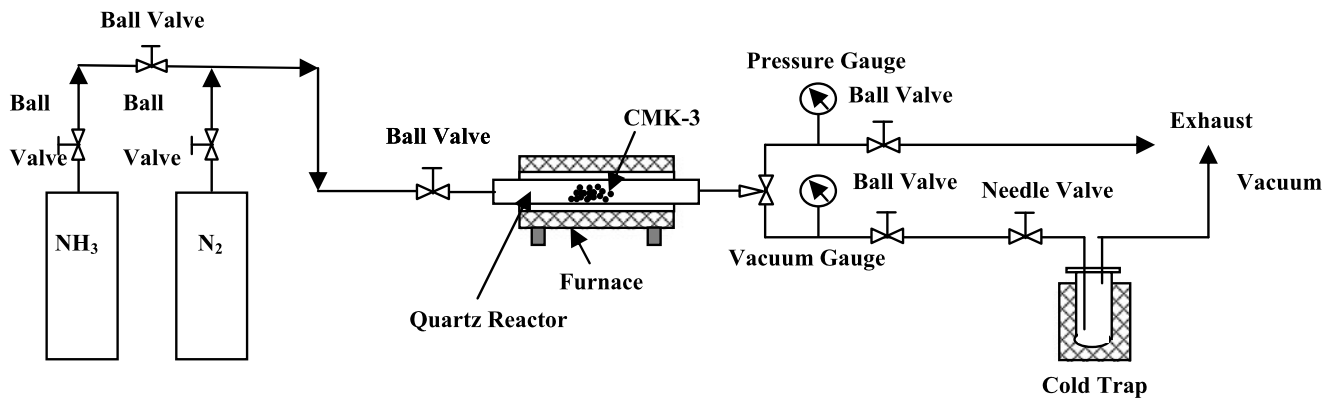 Ball Valve
Ball
Valve
Ball
Valve
NH₃
N₂
Ball Valve
CMK-3
Furnace
Quartz Reactor
Pressure Gauge
Ball Valve
Exhaust
Vacuum
Ball Valve
Needle Valve
Vacuum Gauge
Cold Trap